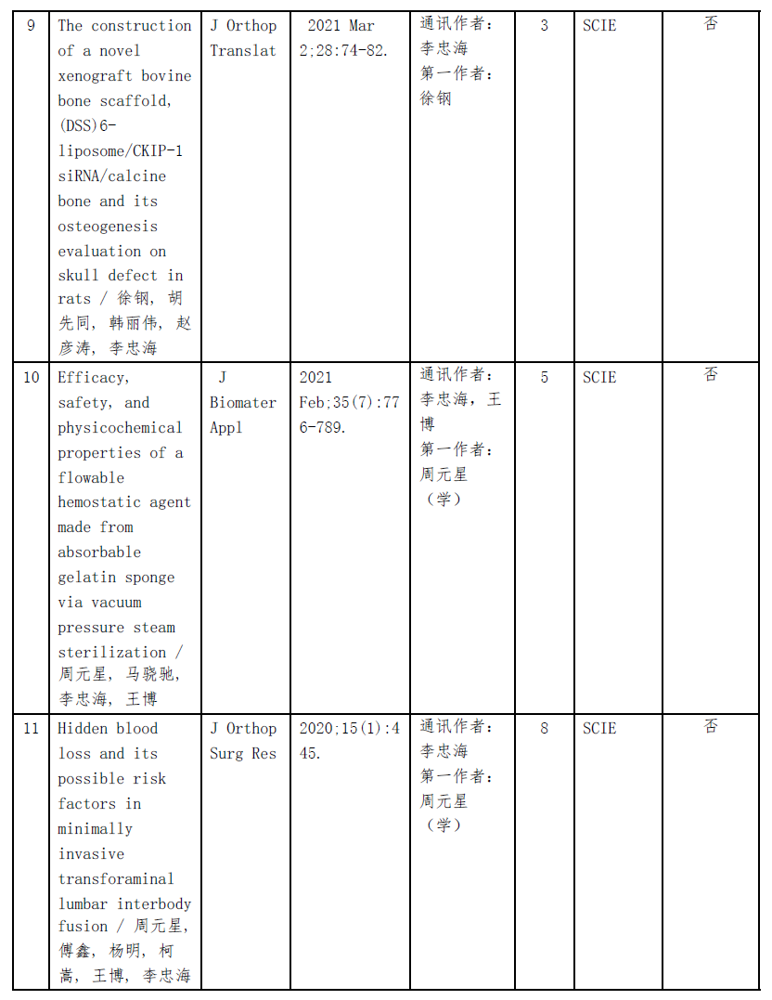 9
The construction
of a novel
xenograft bovine
bone scaffold,
(DSS)6-
liposome/CKIP-1
siRNA/calcine
bone and its
osteogenesis
evaluation on
skull defect in
rats / 徐钢, 胡
先同, 韩丽伟, 赵
彦涛, 李忠海
J Orthop
Translat
2021 Mar
2;28:74-82.
通讯作者:
李忠海
第一作者:
徐钢
3
SCIE
否
10
Efficacy,
safety, and
physicochemical
properties of a
flowable
hemostatic agent
made from
absorbable
gelatin sponge
via vacuum
pressure steam
sterilization /
周元星, 马骁驰,
李忠海, 王博
J
Biomater
Appl
2021
Feb;35(7):77
6-789.
通讯作者:
李忠海, 王
博
第一作者:
周元星
（学）
5
SCIE
否
11
Hidden blood
loss and its
possible risk
factors in
minimally
invasive
transforaminal
lumbar interbody
fusion / 周元星,
傅鑫, 杨明, 柯
嵩, 王博, 李忠海
J Orthop
Surg Res
2020;15(1):4
45.
通讯作者:
李忠海
第一作者:
周元星
（学）
8
SCIE
否